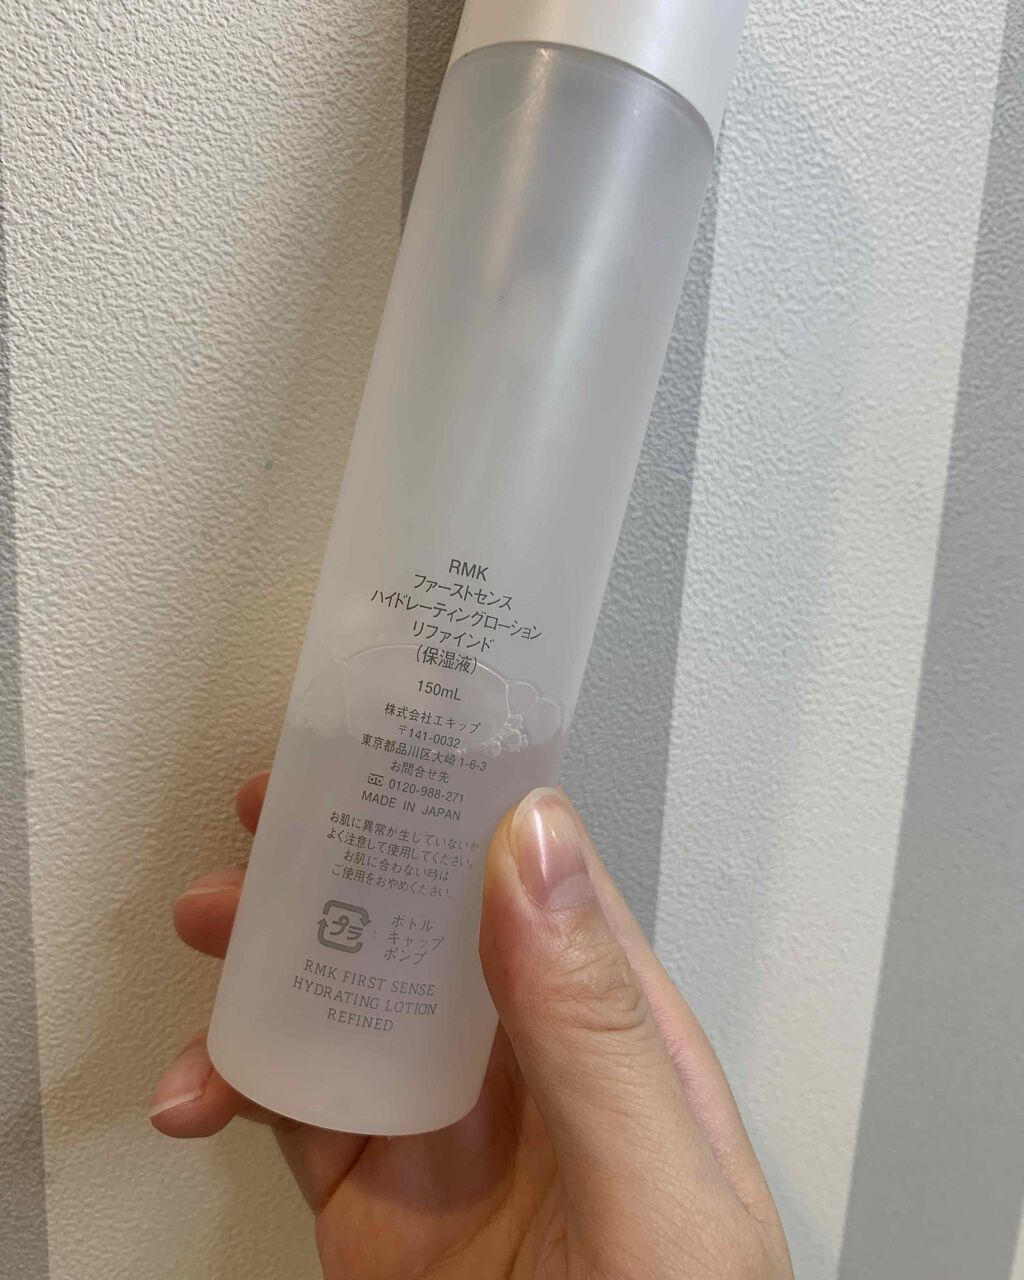 RMK
ファーストセンス
ハイドレーティングローション
リファインド
(保湿液)
150mL
株式会社エキップ
〒141-0032
東京都品川区大崎1-6-3
お問合せ先
0120-988-271
MADE IN JAPAN
お肌に異常が生じていないか
よく注意して使用してください。
お肌に合わない時は
ご使用をおやめください。
プラ : ボトル
キャップ
ポンプ
RMK FIRST SENSE
HYDRATING LOTION
REFINED